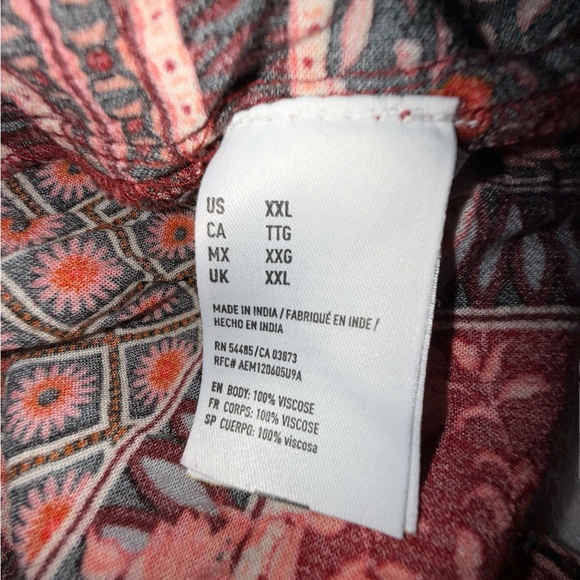 US XXL
CA TTG
MX XXG
UK XXL
MADE IN INDIA / FABRIQUÉ EN INDE /
HECHO EN INDIA
RN 54485/CA 03873
RFC# AEM120605U9A
EN BODY: 100% VISCOSE
FR CORPS: 100% VISCOSE
SP CUERPO: 100% viscosa